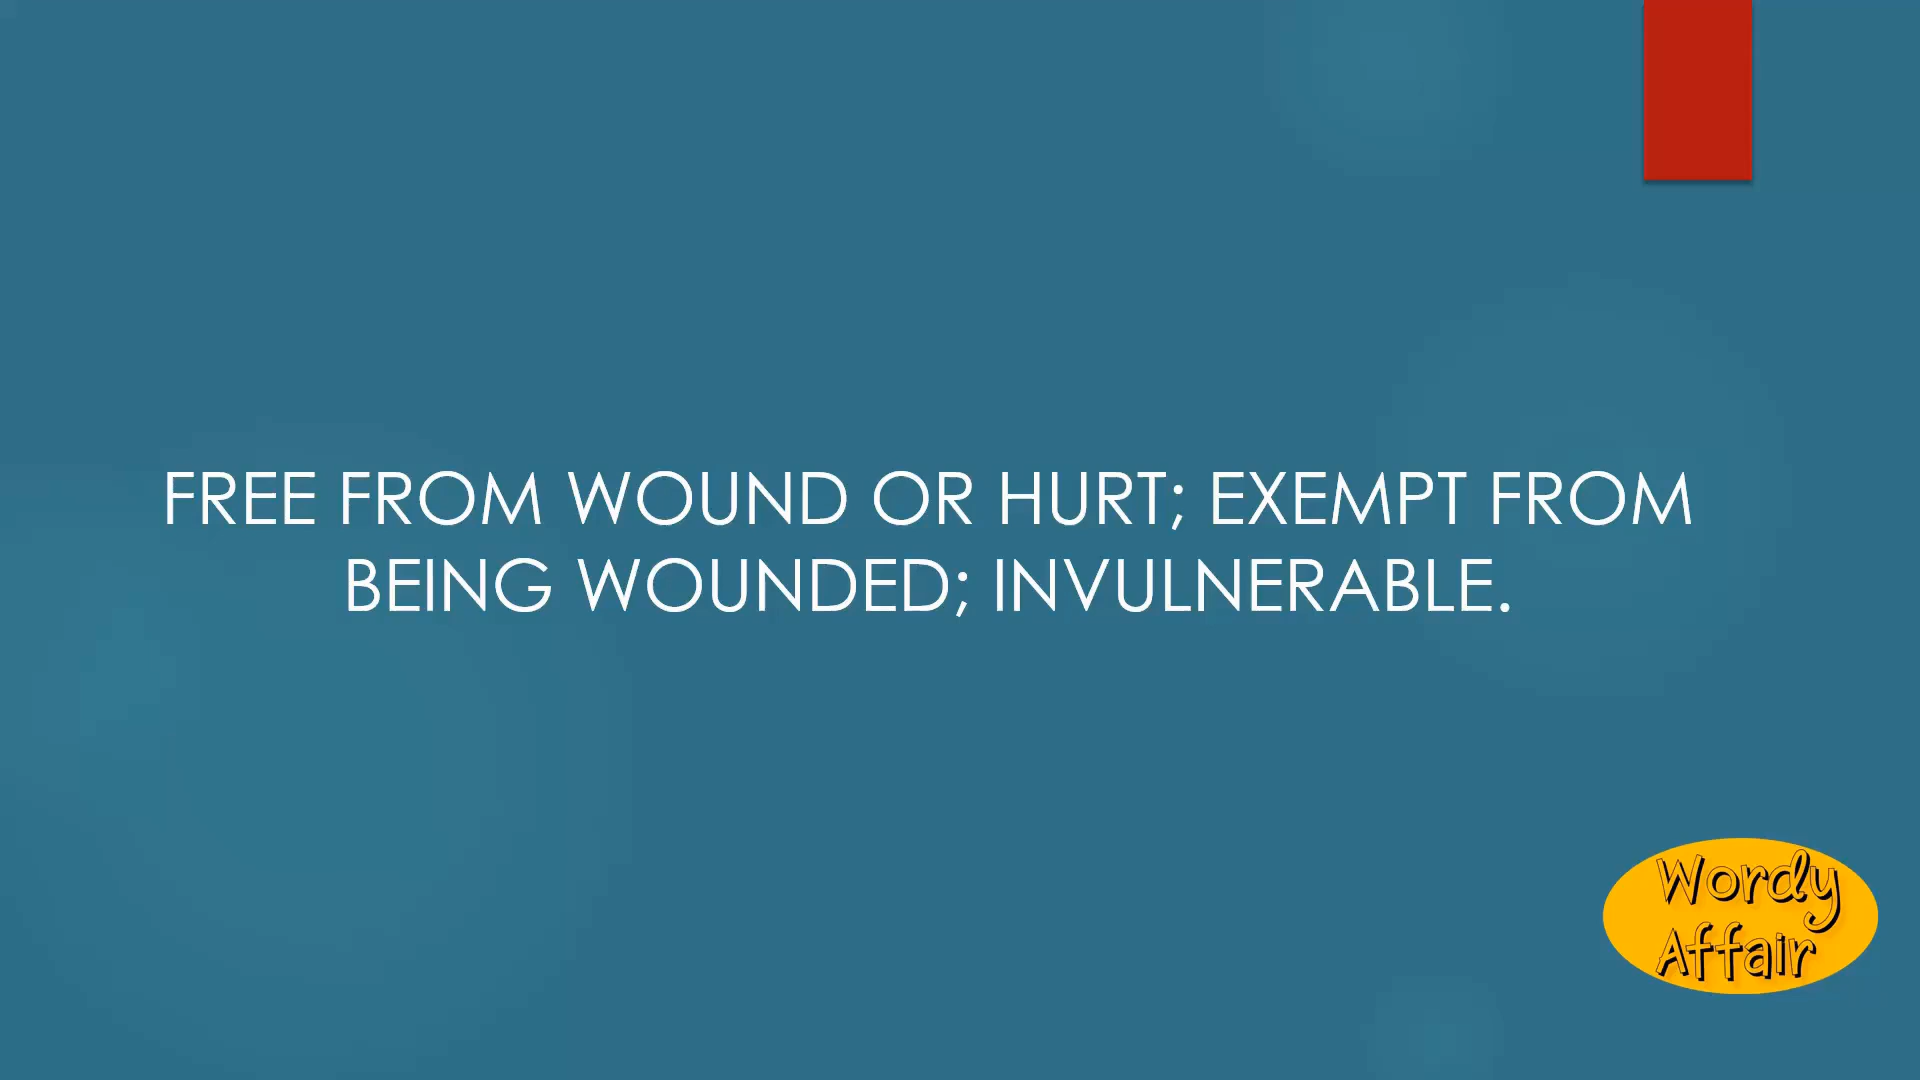 FREE FROM WOUND OR HURT; EXEMPT FROM
BEING WOUNDED; INVULNERABLE.
Wordy
Affair